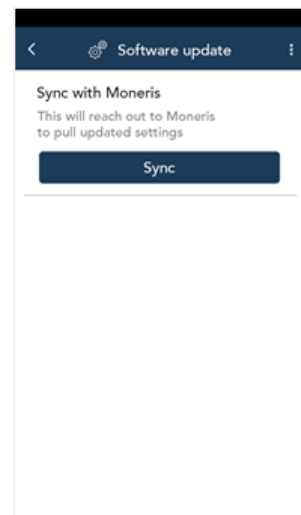 Software update
Sync with Moneris
This will reach out to Moneris
to pull updated settings
Sync